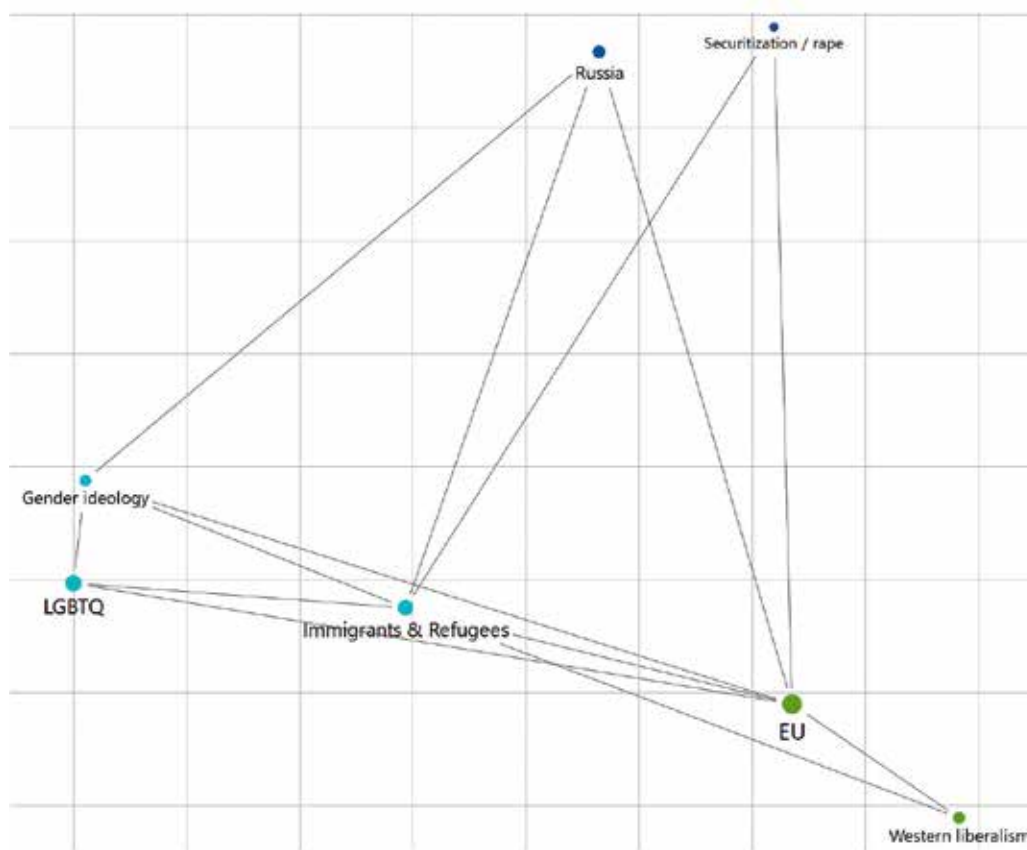 Securitization / rape
Russia
Gender ideology
LGBTQ
Immigrants & Refugees
EU
Western liberalism